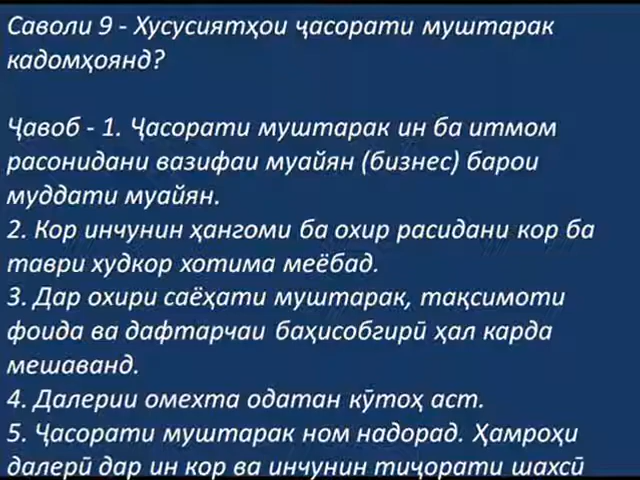 Саволи 9 - Хусусиятҳои ҷасорати муштарак
кадомҳоянд?
Ҷавоб - 1. Ҷасорати муштарак ин ба итмом
расонидани вазифаи муайян (бизнес) барои
муддати муайян.
2. Кор инчунин ҳангоми ба охир расидани кор ба
таври худкор хотима меёбад.
3. Дар охири саёҳати муштарак, тақсимоти
фоида ва дафтарчаи баҳисобгирӣ ҳал карда
мешаванд.
4. Далерии омехта одатан кӯтоҳ аст.
5. Ҷасорати муштарак ном надорад. Ҳамроҳи
далерӣ дар ин кор ва инчунин тиҷорати шахсӣ